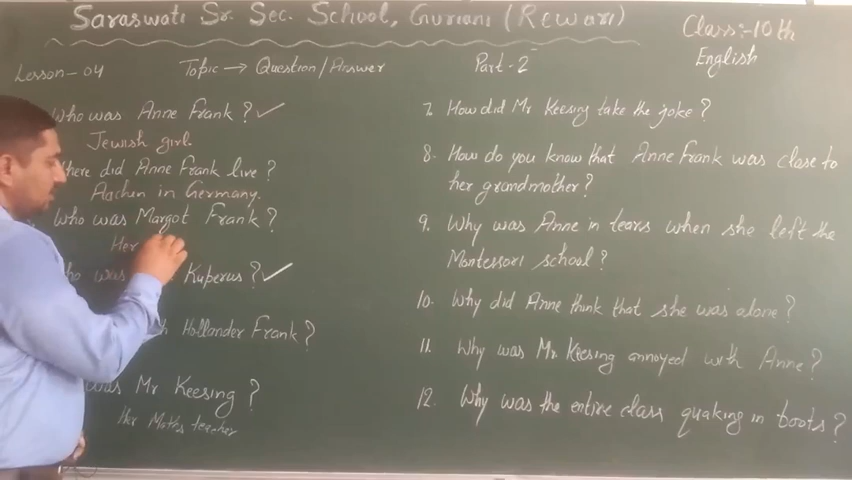 Saraswati Sr. Sec. School, Guriani (Rewari)
Class:-10th
English
Lesson-04 Topic → Question/Answer Part-2
Who was Anne Frank? ✓
Jewish girl.
here did Anne Frank live?
Aachen in Germany.
Who was Margot Frank?
Her
ho was Kuperus? ✓
Hollander Frank?
was Mr Keesing?
Her Maths teacher
7. How did Mr Keesing take the joke?
8. How do you know that Anne Frank was close to
her grandmother?
9. Why was Anne in tears when she left the
Montessori school?
10. Why did Anne think that she was alone?
11. Why was Mr. Keesing annoyed with Anne?
12. Why was the entire class quaking in boots?